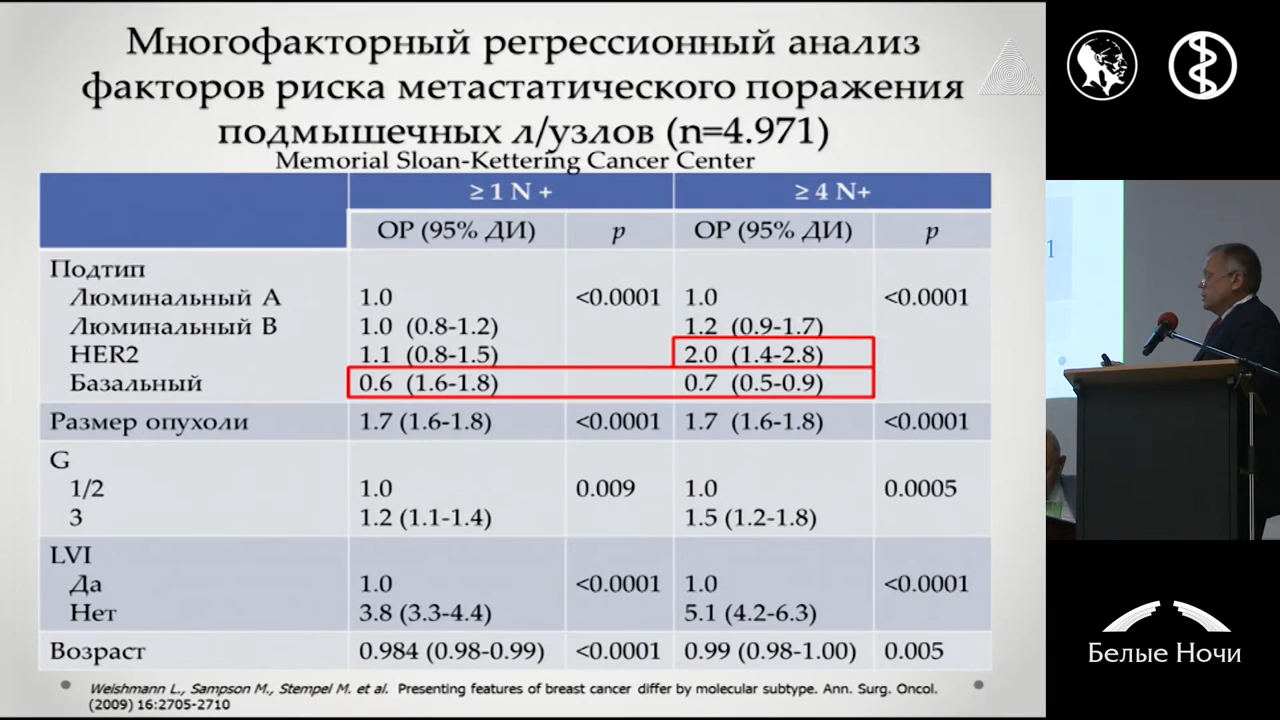 Многофакторный регрессионный анализ
факторов риска метастатического поражения
подмышечных л/узлов (n=4.971)
Memorial Sloan-Kettering Cancer Center
≥ 1 N + ≥ 4 N+
ОР (95% ДИ) p ОР (95% ДИ) p
Подтип
Люминальный А 1.0 <0.0001 1.0 <0.0001
Люминальный В 1.0 (0.8-1.2) 1.2 (0.9-1.7)
HER2 1.1 (0.8-1.5) 2.0 (1.4-2.8)
Базальный 0.6 (1.6-1.8) 0.7 (0.5-0.9)
Размер опухоли 1.7 (1.6-1.8) <0.0001 1.7 (1.6-1.8) <0.0001
G
1/2 1.0 0.009 1.0 0.0005
3 1.2 (1.1-1.4) 1.5 (1.2-1.8)
LVI
Да 1.0 <0.0001 1.0 <0.0001
Нет 3.8 (3.3-4.4) 5.1 (4.2-6.3)
Возраст 0.984 (0.98-0.99) <0.0001 0.99 (0.98-1.00) 0.005
Weishmann L., Sampson M., Stempel M. et al. Presenting features of breast cancer differ by molecular subtype. Ann. Surg. Oncol.
(2009) 16:2705-2710
1
Белые Ночи